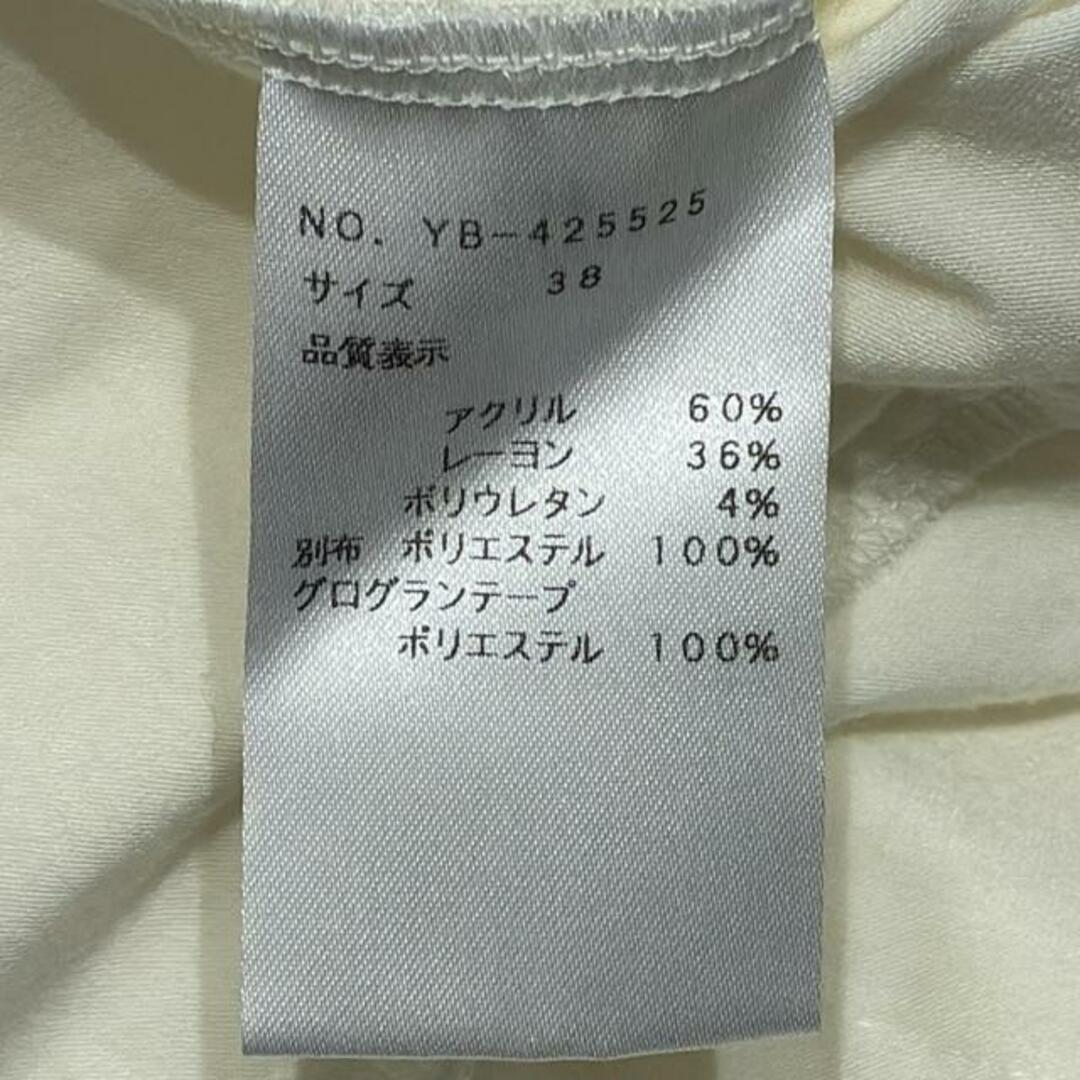 NO. YB-425525
サイズ 38
品質表示
アクリル 60%
レーヨン 36%
ポリウレタン 4%
別布 ポリエステル 100%
グログランテープ
ポリエステル 100%